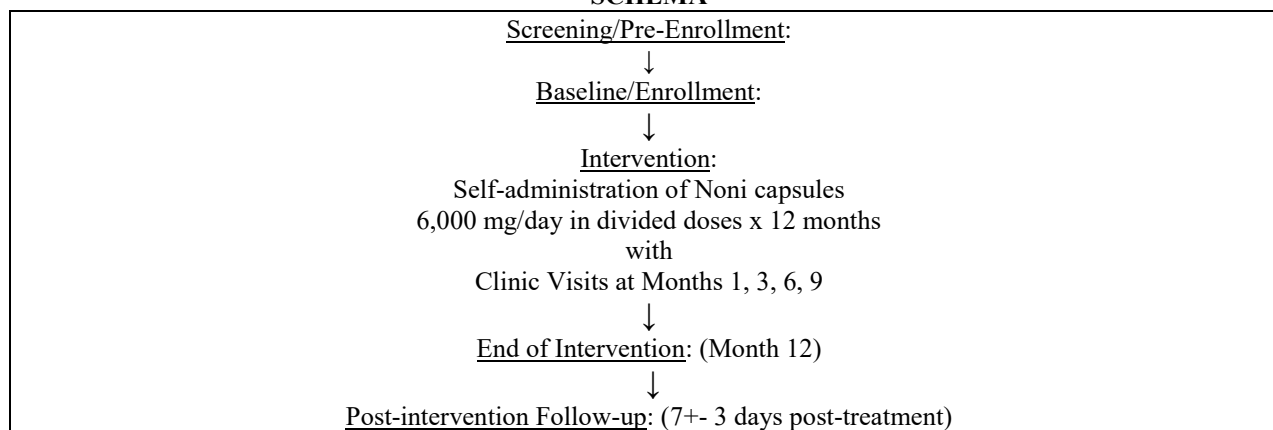 SCHEMA
Screening/Pre-Enrollment:
↓
Baseline/Enrollment:
↓
Intervention:
Self-administration of Noni capsules
6,000 mg/day in divided doses x 12 months
with
Clinic Visits at Months 1, 3, 6, 9
↓
End of Intervention: (Month 12)
↓
Post-intervention Follow-up: (7+- 3 days post-treatment)